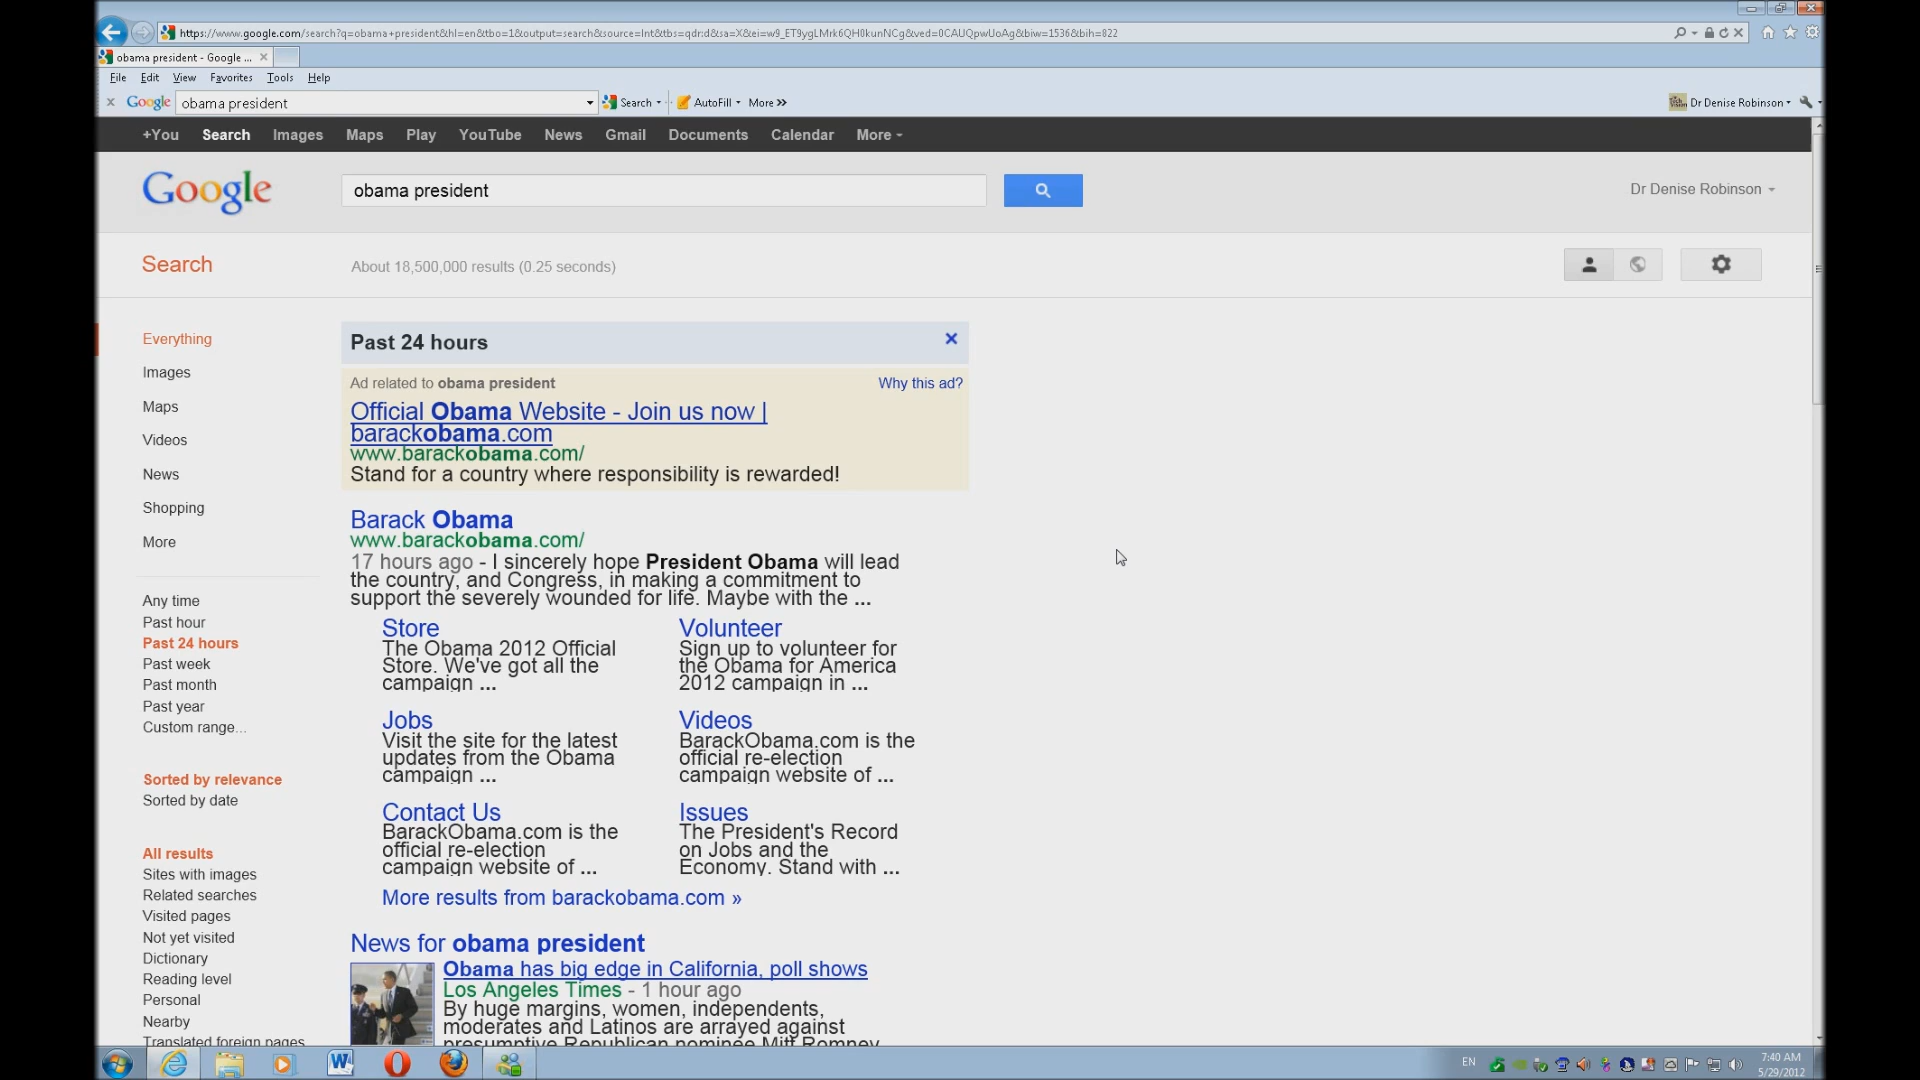 https://www.google.com/search?q=obama+president&hl=en&tbo=1&output=search&source=lnt&tbs=qdr:d&sa=X&ei=w9_ET9ygLMrk6QH0kunNCg&ved=0CAUQpwUoAg&biw=1536&bih=822
obama president - Google ...
File Edit View Favorites Tools Help
Google obama president Search AutoFill More » Dr Denise Robinson
+You Search Images Maps Play YouTube News Gmail Documents Calendar More
Google obama president Dr Denise Robinson
Search About 18,500,000 results (0.25 seconds)
Everything
Images
Maps
Videos
News
Shopping
More
Any time
Past hour
Past 24 hours
Past week
Past month
Past year
Custom range...
Sorted by relevance
Sorted by date
All results
Sites with images
Related searches
Visited pages
Not yet visited
Dictionary
Reading level
Personal
Nearby
Translated foreign pages
Past 24 hours
Ad related to obama president Why this ad?
Official Obama Website - Join us now |
barackobama.com
www.barackobama.com/
Stand for a country where responsibility is rewarded!
Barack Obama
www.barackobama.com/
17 hours ago - I sincerely hope President Obama will lead
the country, and Congress, in making a commitment to
support the severely wounded for life. Maybe with the ...
Store
The Obama 2012 Official
Store. We've got all the
campaign ...
Volunteer
Sign up to volunteer for
the Obama for America
2012 campaign in ...
Jobs
Visit the site for the latest
updates from the Obama
campaign ...
Videos
BarackObama.com is the
official re-election
campaign website of ...
Contact Us
BarackObama.com is the
official re-election
campaign website of ...
Issues
The President's Record
on Jobs and the
Economy. Stand with ...
More results from barackobama.com »
News for obama president
Obama has big edge in California, poll shows
Los Angeles Times - 1 hour ago
By huge margins, women, independents,
moderates and Latinos are arrayed against
presumptive Republican nominee Mitt Romney
EN
7:40 AM
5/29/2012